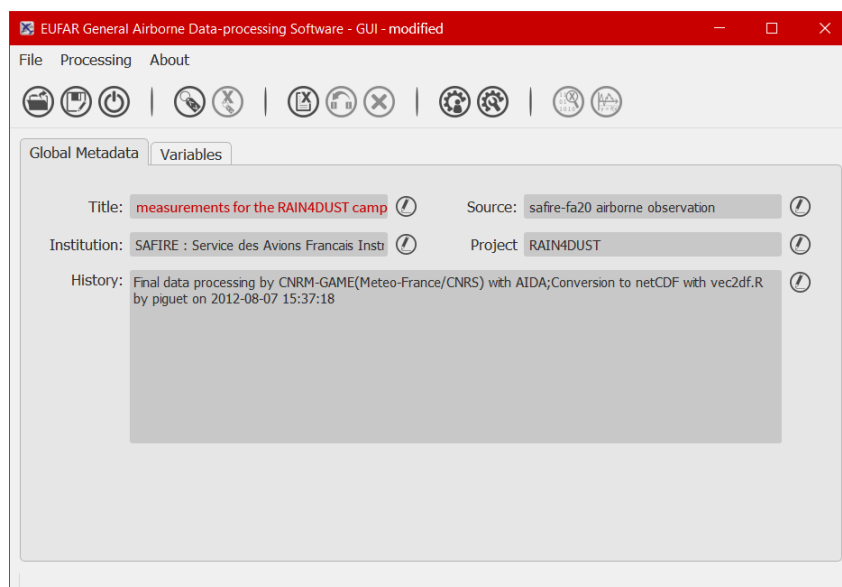 EUFAR General Airborne Data-processing Software - GUI - modified
File Processing About
Global Metadata Variables
Title: measurements for the RAIN4DUST camp Source: safire-fa20 airborne observation
Institution: SAFIRE : Service des Avions Francais Instr Project RAIN4DUST
History: Final data processing by CNRM-GAME(Meteo-France/CNRS) with AIDA;Conversion to netCDF with vec2df.R
by piguet on 2012-08-07 15:37:18